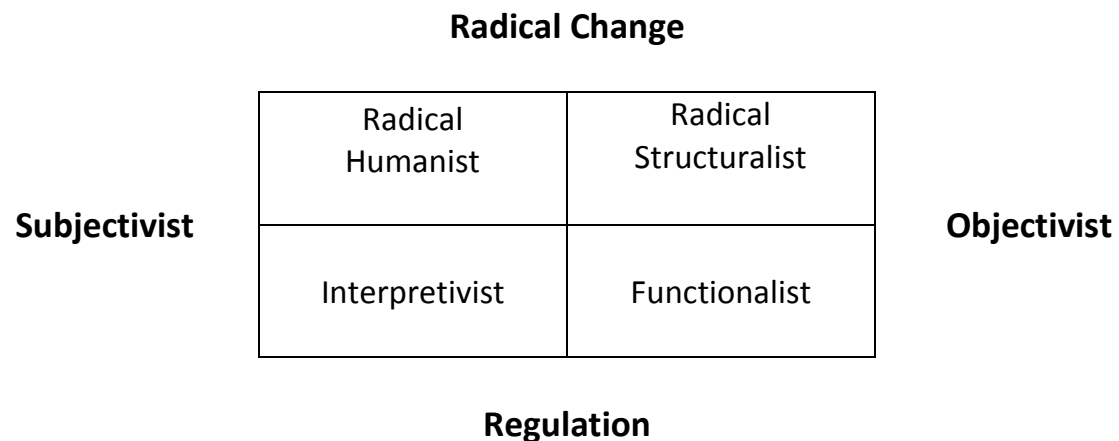 Radical Change
Radical
Humanist
Radical
Structuralist
Subjectivist
Objectivist
Interpretivist
Functionalist
Regulation